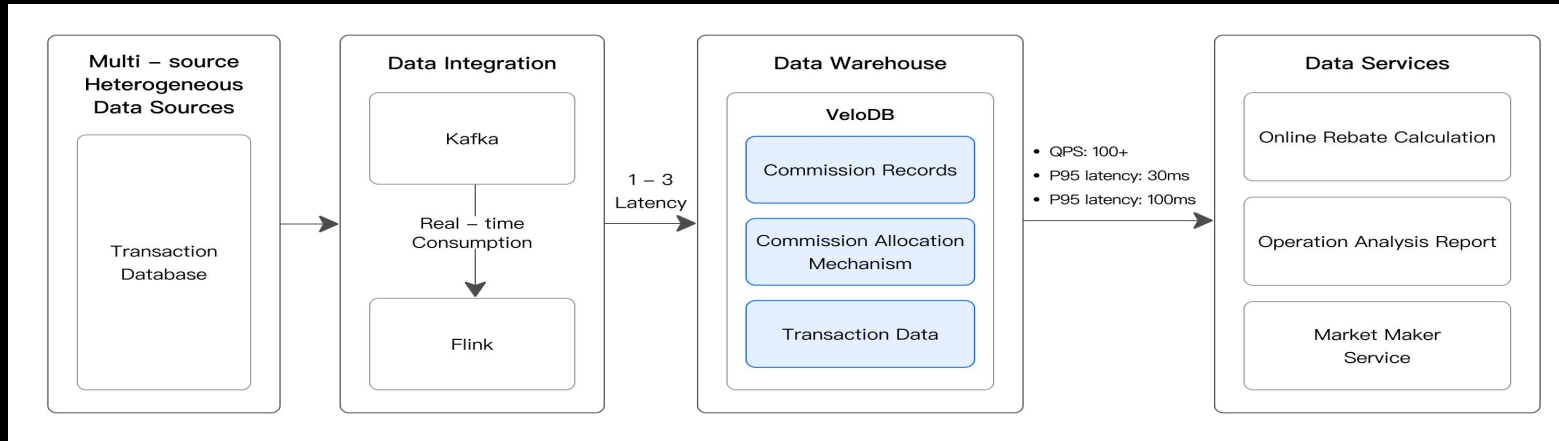 Multi – source
Heterogeneous
Data Sources
Transaction
Database
Data Integration
Kafka
Real – time
Consumption
Flink
1 – 3
Latency
Data Warehouse
VeloDB
Commission Records
Commission Allocation
Mechanism
Transaction Data
• QPS: 100+
• P95 latency: 30ms
• P95 latency: 100ms
Data Services
Online Rebate Calculation
Operation Analysis Report
Market Maker
Service